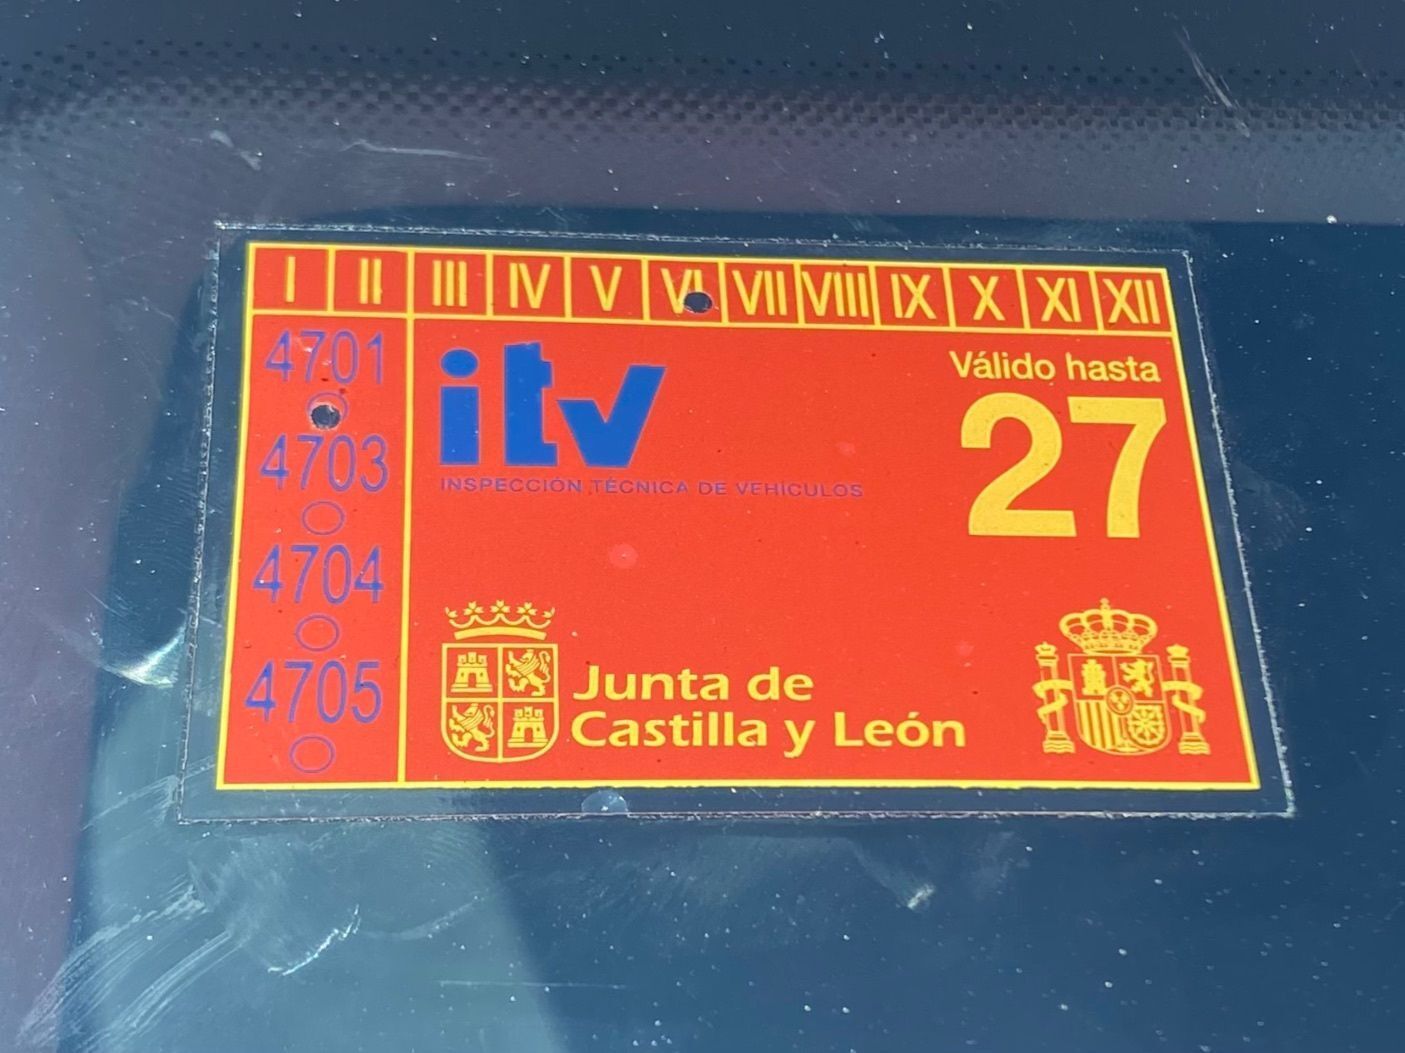 I II III IV V VI VII VIII IX X XI XII
4701
4703
4704
4705
itv
INSPECCIÓN TÉCNICA DE VEHÍCULOS
Válido hasta
27
Junta de
Castilla y León